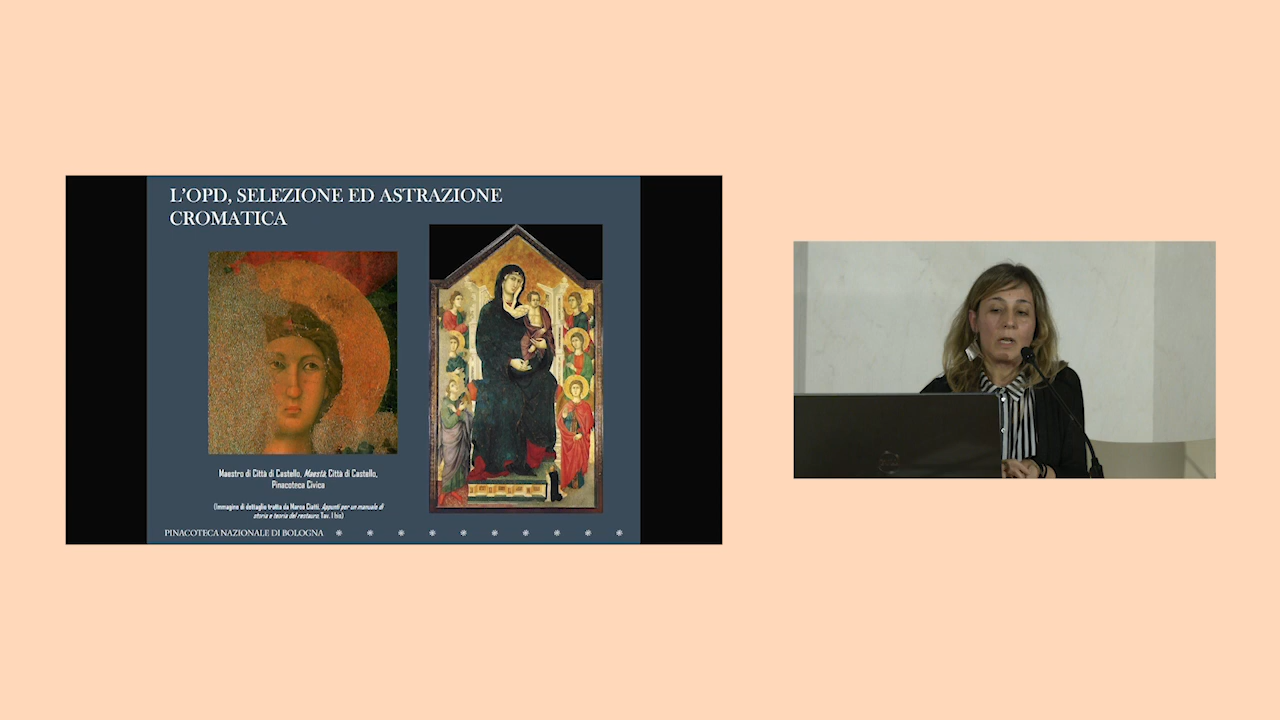 L'OPD, SELEZIONE ED ASTRAZIONE
CROMATICA
Maestro di Città di Castello, Maestà, Città di Castello,
Pinacoteca Civica
(Immagine di dettaglio tratta da Marco Ciatti, Appunti per un manuale di
storia e teoria del restauro, Tav. I bis)
PINACOTECA NAZIONALE DI BOLOGNA